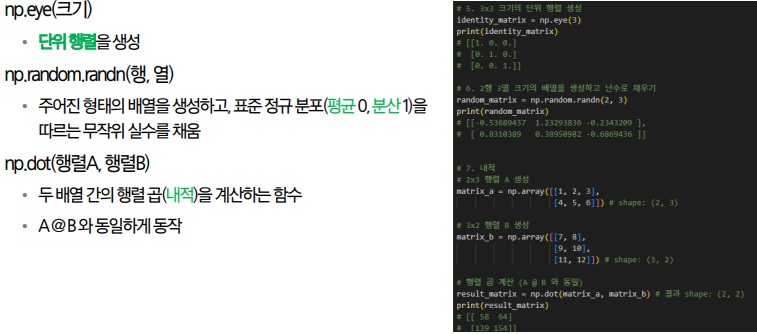 np.eye(크기)
• 단위 행렬을 생성
np.random.randn(행, 열)
• 주어진 형태의 배열을 생성하고, 표준 정규 분포(평균 0, 분산 1)을
따르는 무작위 실수를 채움
np.dot(행렬A, 행렬B)
• 두 배열 간의 행렬 곱(내적)을 계산하는 함수
• A @ B 와 동일하게 동작
# 5. 3x3 크기의 단위 행렬 생성
identity_matrix = np.eye(3)
print(identity_matrix)
# [[1. 0. 0.]
#  [0. 1. 0.]
#  [0. 0. 1.]]
# 6. 2행 3열 크기의 배열을 생성하고 난수로 채우기
random_matrix = np.random.randn(2, 3)
print(random_matrix)
# [[-0.53689437  1.23293836 -0.2343209 ],
#  [ 0.8310389   0.38950982 -0.6869436 ]]
# 7. 내적
# 2x3 행렬 A 생성
matrix_a = np.array([[1, 2, 3],
[4, 5, 6]]) # shape: (2, 3)
# 3x2 행렬 B 생성
matrix_b = np.array([[7, 8],
[9, 10],
[11, 12]]) # shape: (3, 2)
# 행렬 곱 계산 (A @ B 와 동일)
result_matrix = np.dot(matrix_a, matrix_b) # 결과 shape: (2, 2)
print(result_matrix)
# [[ 58  64]
#  [139 154]]